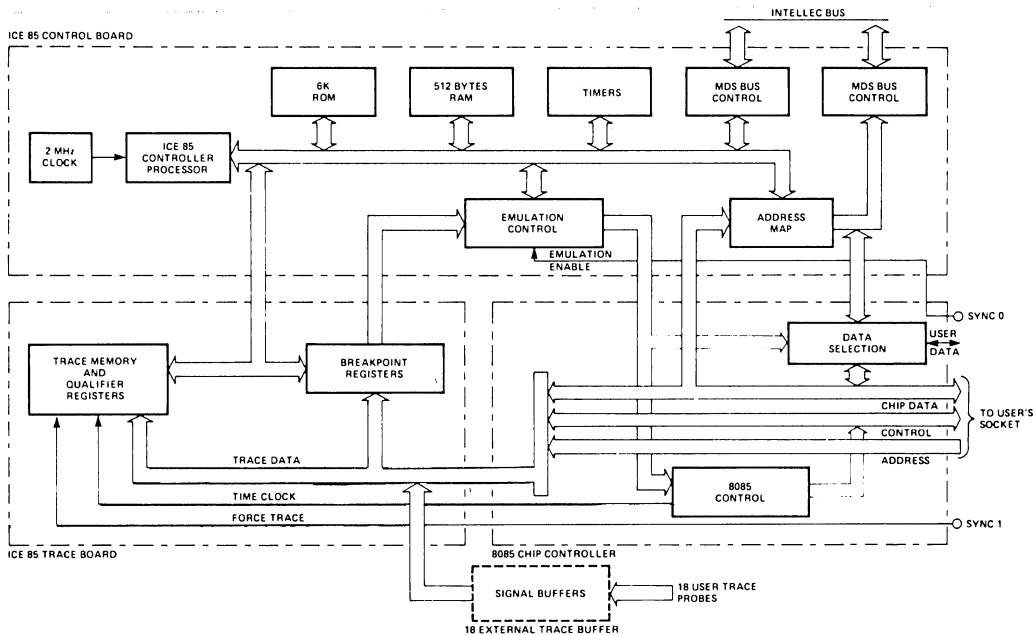 INTELLEC BUS
ICE 85 CONTROL BOARD
6K
ROM
512 BYTES
RAM
TIMERS
MDS BUS
CONTROL
MDS BUS
CONTROL
2 MHz
CLOCK
ICE 85
CONTROLLER
PROCESSOR
EMULATION
CONTROL
ADDRESS
MAP
EMULATION
ENABLE
SYNC 0
TRACE MEMORY
AND
QUALIFIER
REGISTERS
BREAKPOINT
REGISTERS
DATA
SELECTION
USER
DATA
CHIP DATA
CONTROL
ADDRESS
TO USER'S
SOCKET
TRACE DATA
TIME CLOCK
FORCE TRACE
8085
CONTROL
SYNC 1
ICE 85 TRACE BOARD
8085 CHIP CONTROLLER
SIGNAL BUFFERS
18 USER TRACE
PROBES
18 EXTERNAL TRACE BUFFER